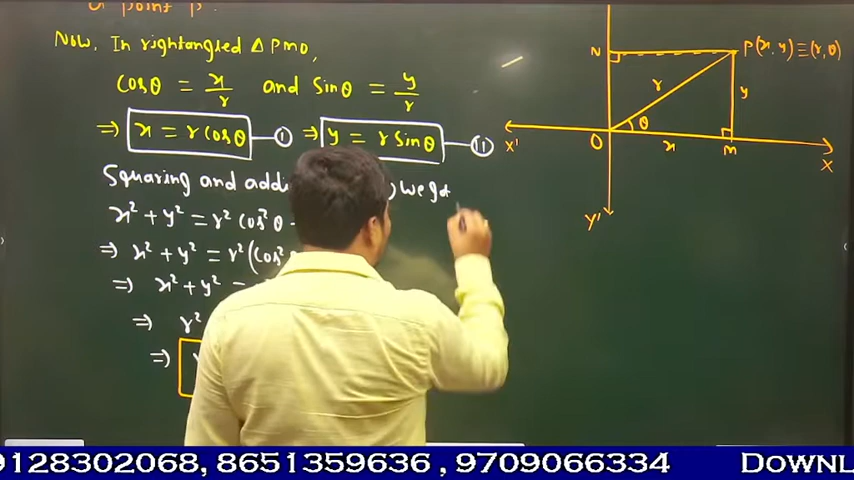 a point P.
Now, In rightangled Δ PMO,
Cosθ = x/r and Sinθ = y/r
⇒ x = r Cosθ — (I) ⇒ y = r Sinθ — (II)
Squaring and , we get
x² + y² = r² Cos²θ
⇒ x² + y² = r² (Cos²
⇒ x² + y² =
⇒ r²
⇒
N
P(x, y) ≡ (r, θ)
r
y
θ
X'
O
x
M
X
Y'
9128302068, 8651359636 , 9709066334 DOWNL